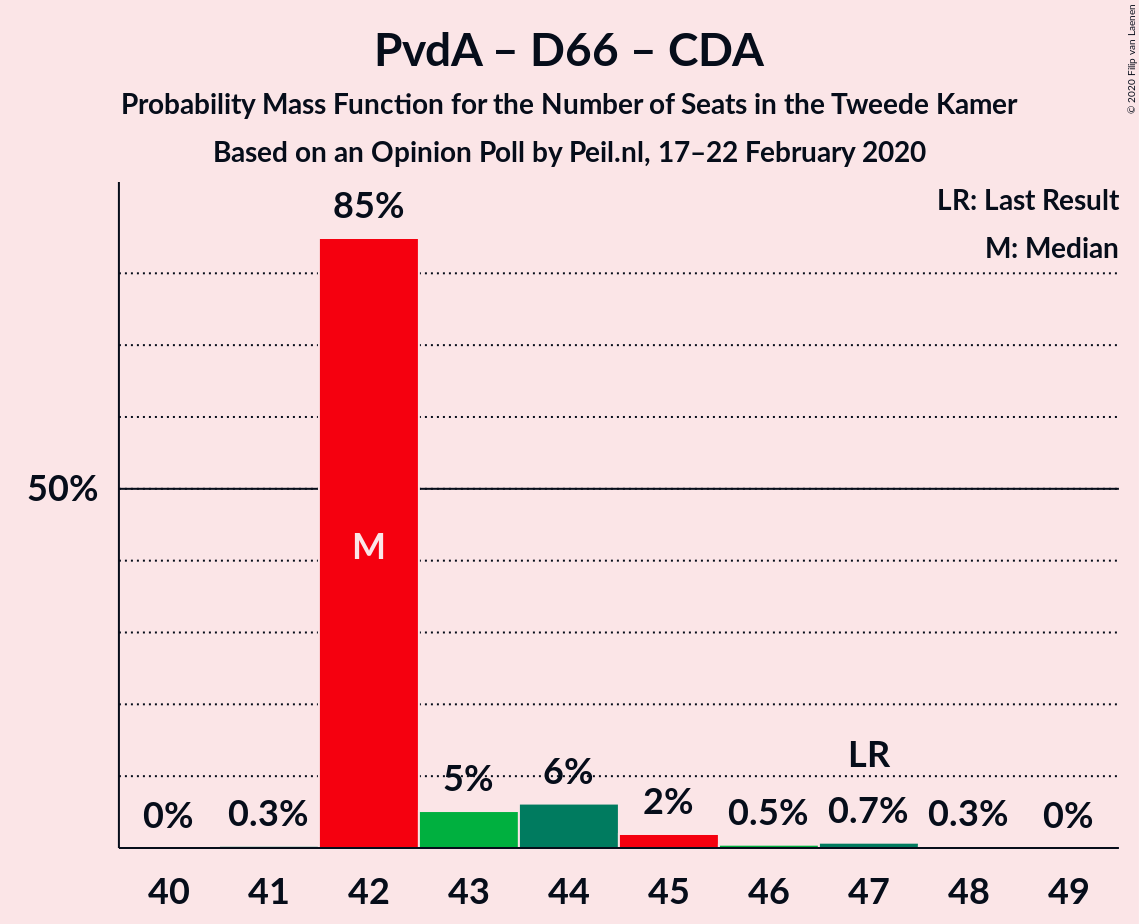 PvdA – D66 – CDA
Probability Mass Function for the Number of Seats in the Tweede Kamer
Based on an Opinion Poll by Peil.nl, 17–22 February 2020
© 2020 Filip van Laenen
LR: Last Result
M: Median
85%
50%
M
LR
0% 0.3% 5% 6% 2% 0.5% 0.7% 0.3% 0%
40 41 42 43 44 45 46 47 48 49